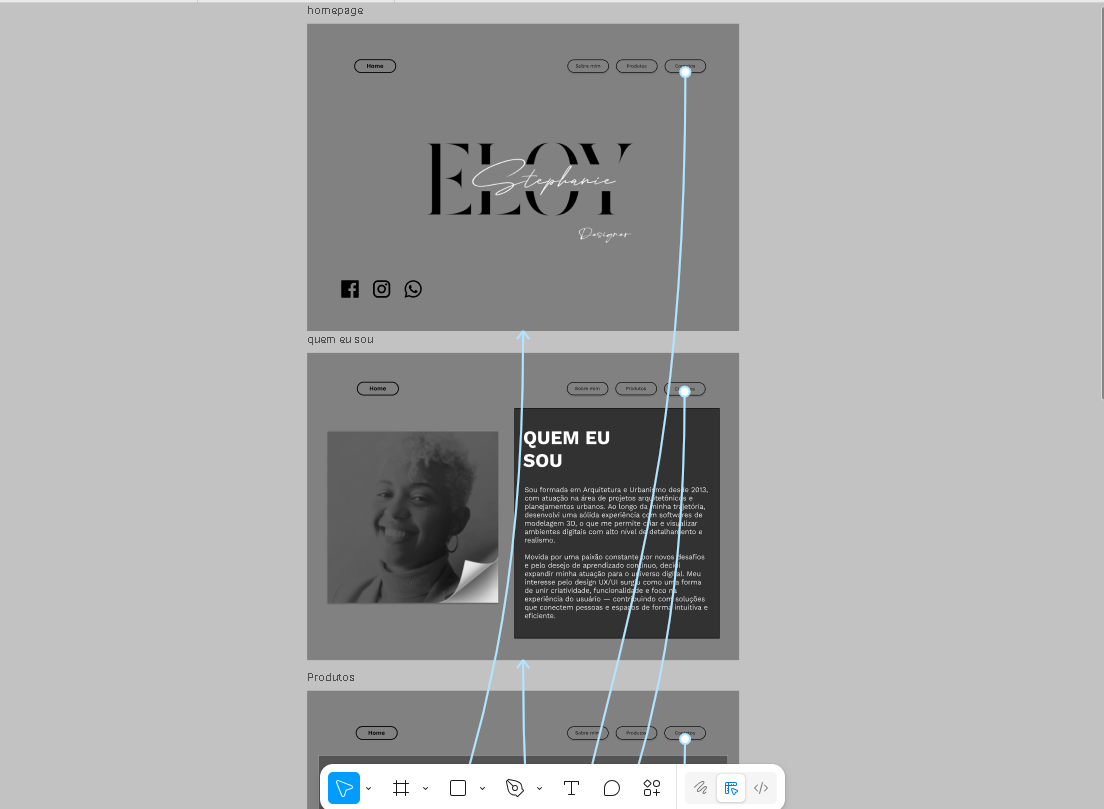 homepage
Home
Sobre mim
Produtos
ELOY
Stephanie
Designer
quem eu sou
Home
Sobre mim
Produtos
QUEM EU
SOU
Sou formada em Arquitetura e Urbanismo desde 2013,
com atuação na área de projetos arquitetônicos e
planejamentos urbanos. Ao longo da minha trajetória,
desenvolvi uma sólida experiência com softwares de
modelagem 3D, o que me permite criar e visualizar
ambientes digitais com alto nível de detalhamento e
realismo.
Movida por uma paixão constante por novos desafios
e pelo desejo de aprendizado contínuo, decidi
expandir minha atuação para o universo digital. Meu
interesse pelo design UX/UI surgiu como uma forma
de unir criatividade, funcionalidade e foco na
experiência do usuário — contribuindo com soluções
que conectem pessoas e espaços de forma intuitiva e
eficiente.
Produtos
Home
Sobre mim
Produtos